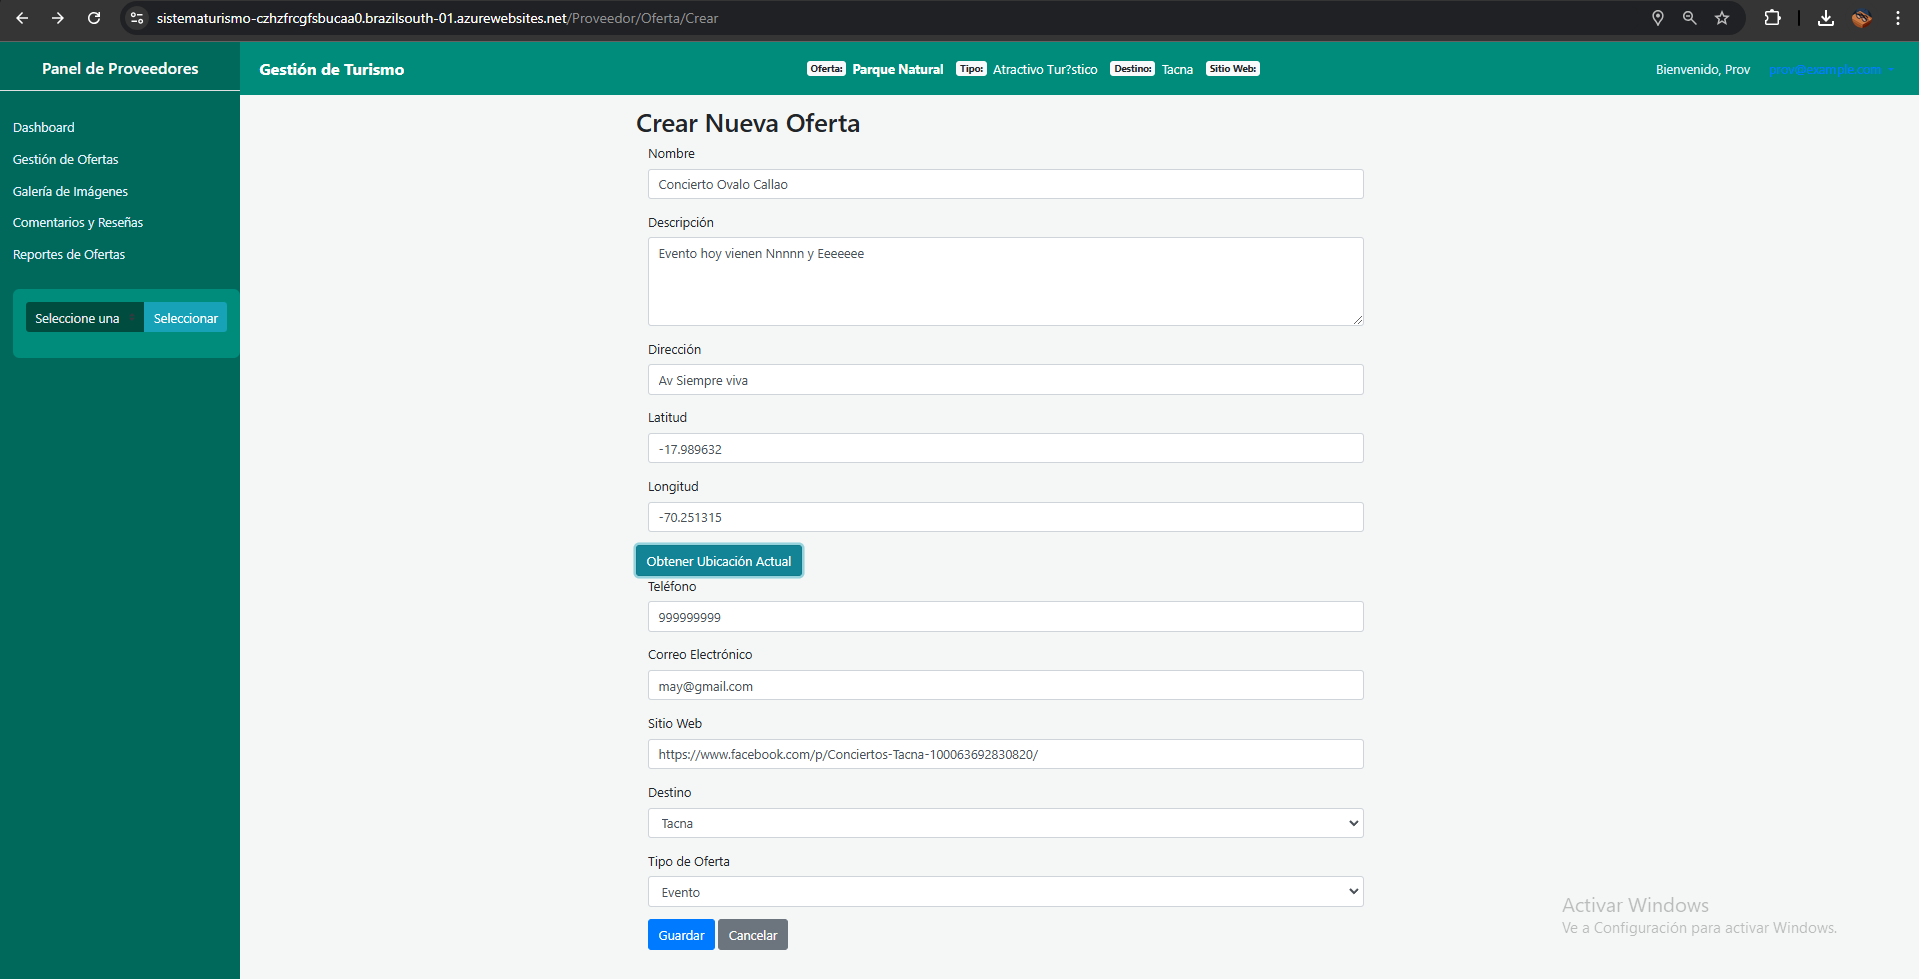 sistematurismo-czhzfrcgfsbucaa0.brazilsouth-01.azurewebsites.net/Proveedor/Oferta/Crear
Panel de Proveedores
Gestión de Turismo
Oferta: Parque Natural Tipo: Atractivo Tur?stico Destino: Tacna Sitio Web:
Bienvenido, Prov prov@example.com
Dashboard
Gestión de Ofertas
Galería de Imágenes
Comentarios y Reseñas
Reportes de Ofertas
Seleccione una Seleccionar
Crear Nueva Oferta
Nombre
Concierto Ovalo Callao
Descripción
Evento hoy vienen Nnnnn y Eeeeeee
Dirección
Av Siempre viva
Latitud
-17.989632
Longitud
-70.251315
Obtener Ubicación Actual
Teléfono
999999999
Correo Electrónico
may@gmail.com
Sitio Web
https://www.facebook.com/p/Conciertos-Tacna-100063692830820/
Destino
Tacna
Tipo de Oferta
Evento
Guardar Cancelar
Activar Windows
Ve a Configuración para activar Windows.